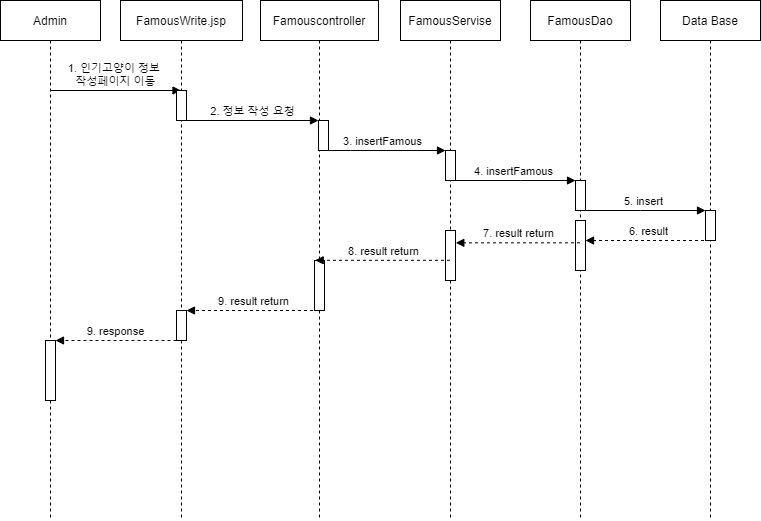 Admin
FamousWrite.jsp
Famouscontroller
FamousServise
FamousDao
Data Base
1. 인기고양이 정보
작성페이지 이동
2. 정보 작성 요청
3. insertFamous
4. insertFamous
5. insert
6. result
7. result return
8. result return
9. result return
9. response